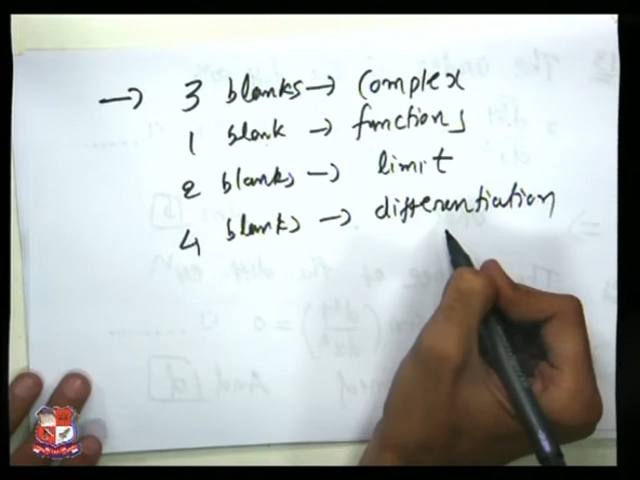 → 3 blanks → Complex
1 blank → functions
2 blanks → limit
4 blanks → differentiation